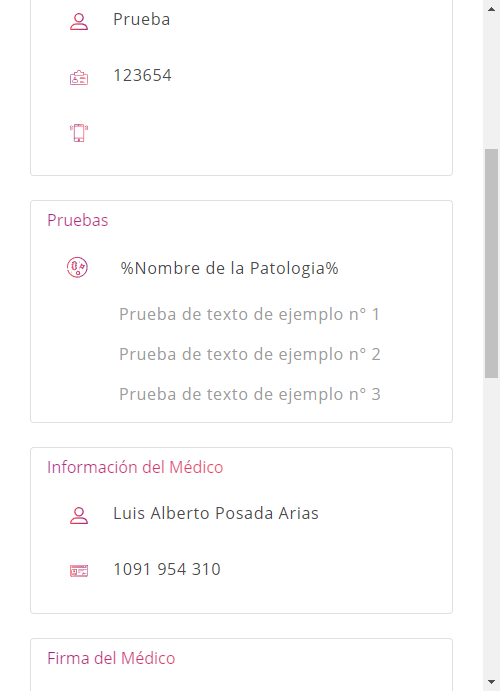 Prueba
123654
Pruebas
%Nombre de la Patologia%
Prueba de texto de ejemplo n° 1
Prueba de texto de ejemplo n° 2
Prueba de texto de ejemplo n° 3
Información del Médico
Luis Alberto Posada Arias
1091 954 310
Firma del Médico